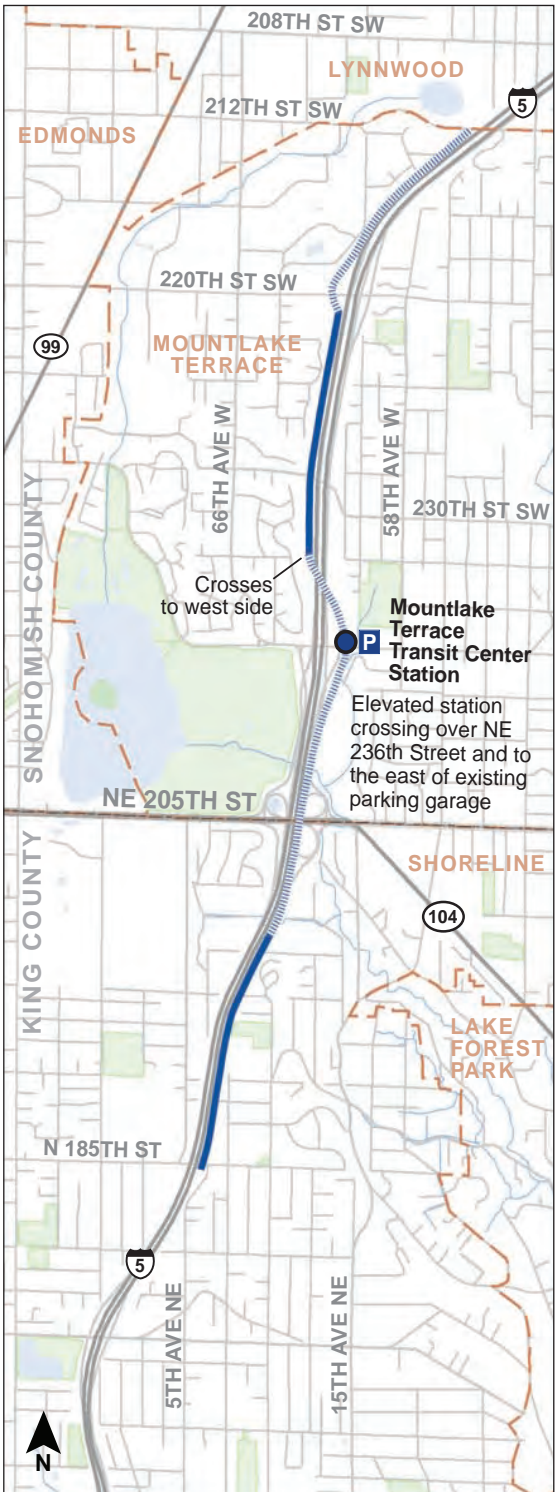 208TH ST SW
LYNNWOOD
5
212TH ST SW
EDMONDS
220TH ST SW
99
MOUNTLAKE
TERRACE
66TH AVE W
58TH AVE W
230TH ST SW
SNOHOMISH COUNTY
Crosses
to west side
P
Mountlake
Terrace
Transit Center
Station
Elevated station
crossing over NE
236th Street and to
the east of existing
parking garage
NE 205TH ST
KING COUNTY
SHORELINE
104
LAKE
FOREST
PARK
N 185TH ST
5
5TH AVE NE
15TH AVE NE
N